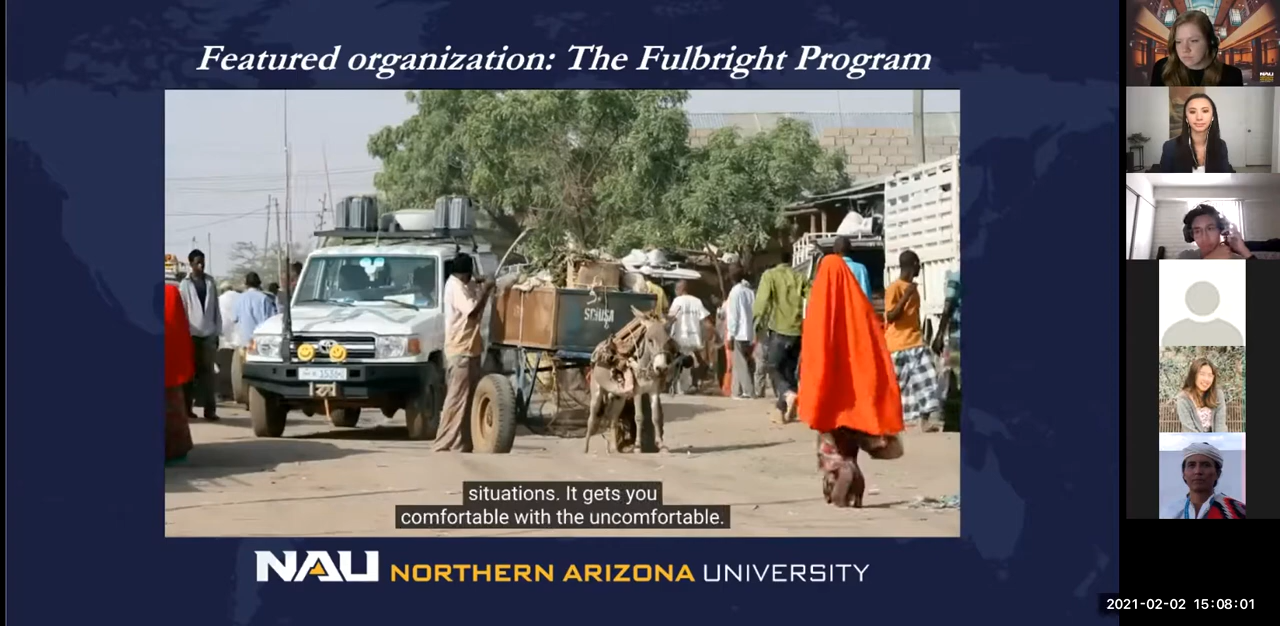 Featured organization: The Fulbright Program
situations. It gets you
comfortable with the uncomfortable.
NAU NORTHERN ARIZONA UNIVERSITY
NAU
2021-02-02 15:08:01